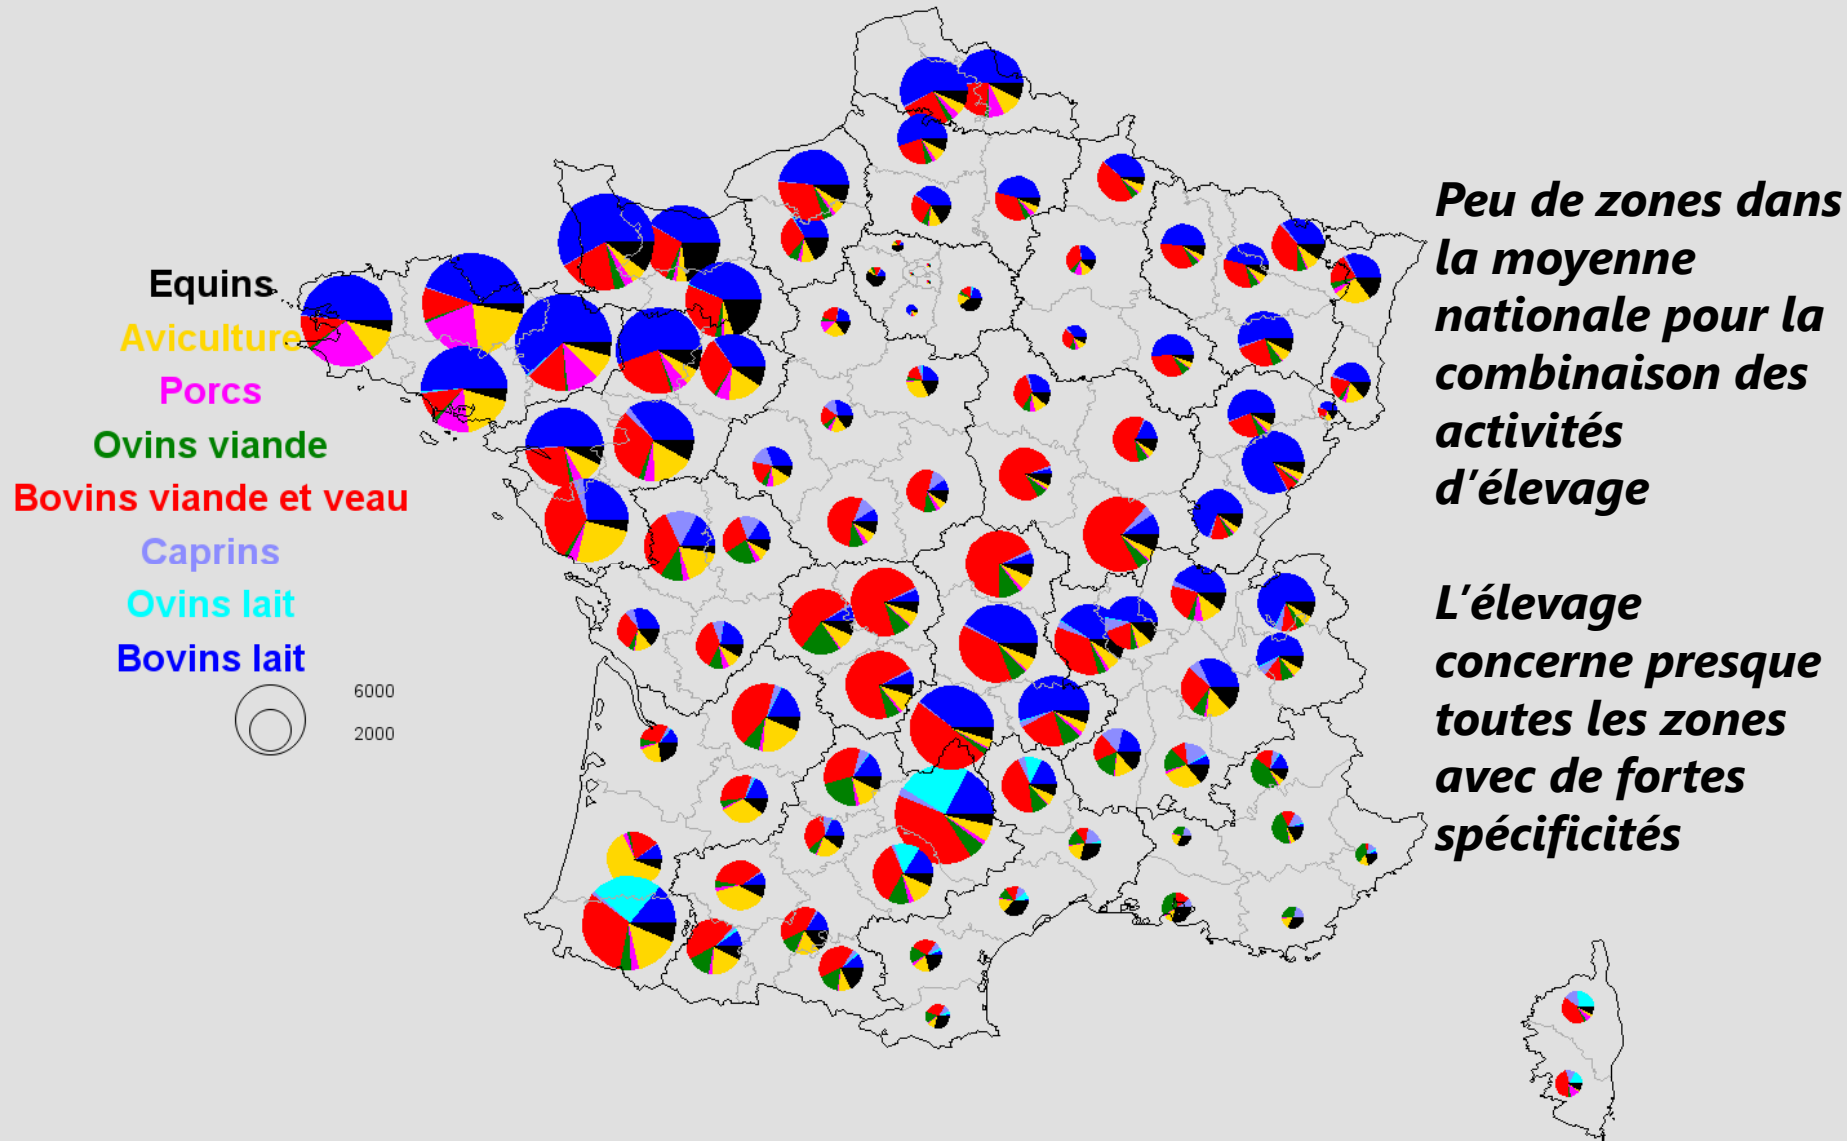 Equins
Aviculture
Porcs
Ovins viande
Bovins viande et veau
Caprins
Ovins lait
Bovins lait
6000
2000
Peu de zones dans
la moyenne
nationale pour la
combinaison des
activités
d'élevage
L'élevage
concerne presque
toutes les zones
avec de fortes
spécificités